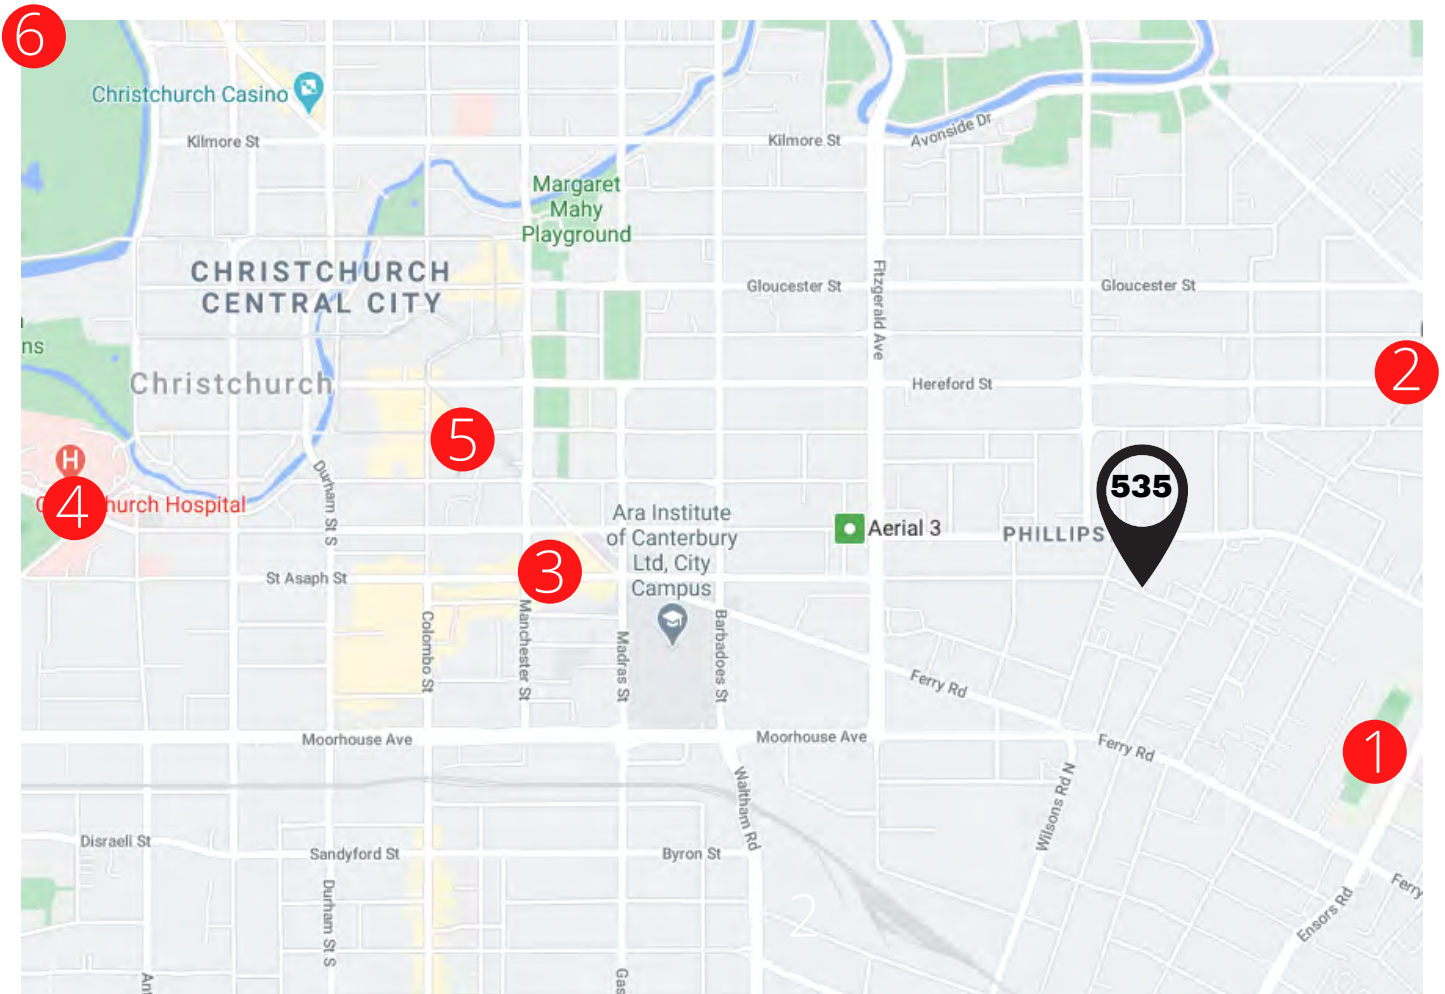 6
Christchurch Casino
Kilmore St
Kilmore St
Avonside Dr
Margaret
Mahy
Playground
CHRISTCHURCH
CENTRAL CITY
Gloucester St
Gloucester St
Fitzgerald Ave
ns
Christchurch
Hereford St
2
5
H
Durham St S
535
4
hurch Hospital
Ara Institute
of Canterbury
Ltd, City
Campus
Aerial 3
PHILLIPS
3
St Asaph St
Colombo St
Manchester St
Madras St
Barbadoes St
Ferry Rd
Moorhouse Ave
Moorhouse Ave
Ferry Rd
1
Waltham Rd
Wilsons Rd N
Disraeli St
Sandyford St
Byron St
Durham St S
2
Ferry
Ensors Rd
Ant
Gas